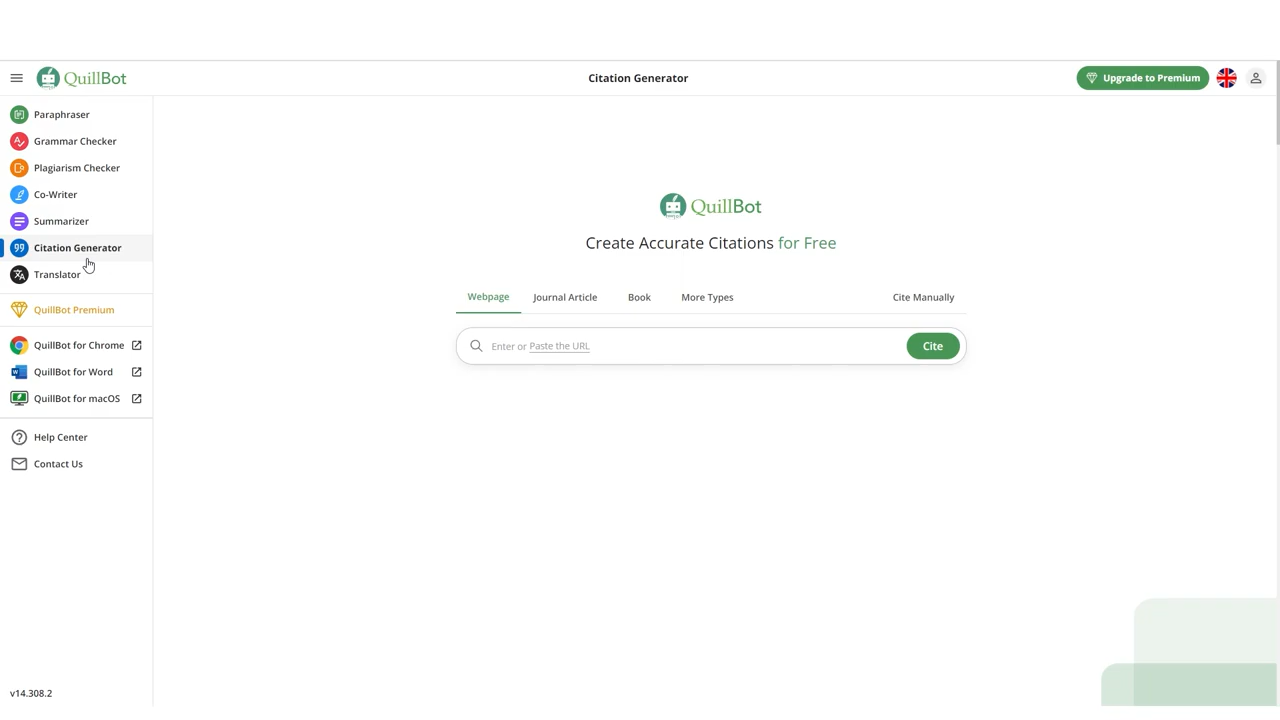 QuillBot
Citation Generator
Upgrade to Premium
Paraphraser
Grammar Checker
Plagiarism Checker
Co-Writer
Summarizer
Citation Generator
Translator
QuillBot Premium
QuillBot for Chrome
QuillBot for Word
QuillBot for macOS
Help Center
Contact Us
v14.308.2
QuillBot
Create Accurate Citations for Free
Webpage Journal Article Book More Types Cite Manually
Enter or Paste the URL Cite